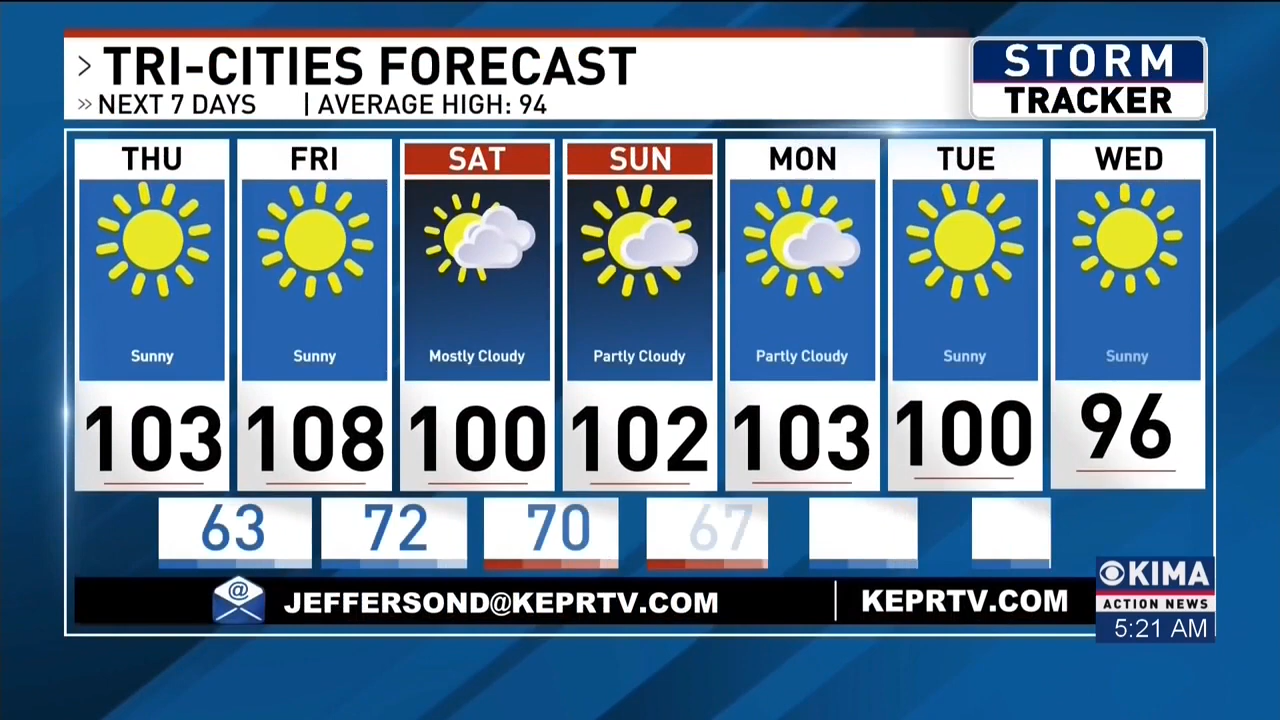 > TRI-CITIES FORECAST
» NEXT 7 DAYS | AVERAGE HIGH: 94
STORM
TRACKER
THU FRI SAT SUN MON TUE WED
Sunny Sunny Mostly Cloudy Partly Cloudy Partly Cloudy Sunny Sunny
103 108 100 102 103 100 96
63 72 70 67
@
JEFFERSOND@KEPRTV.COM | KEPRTV.COM
KIMA
ACTION NEWS
5:21 AM